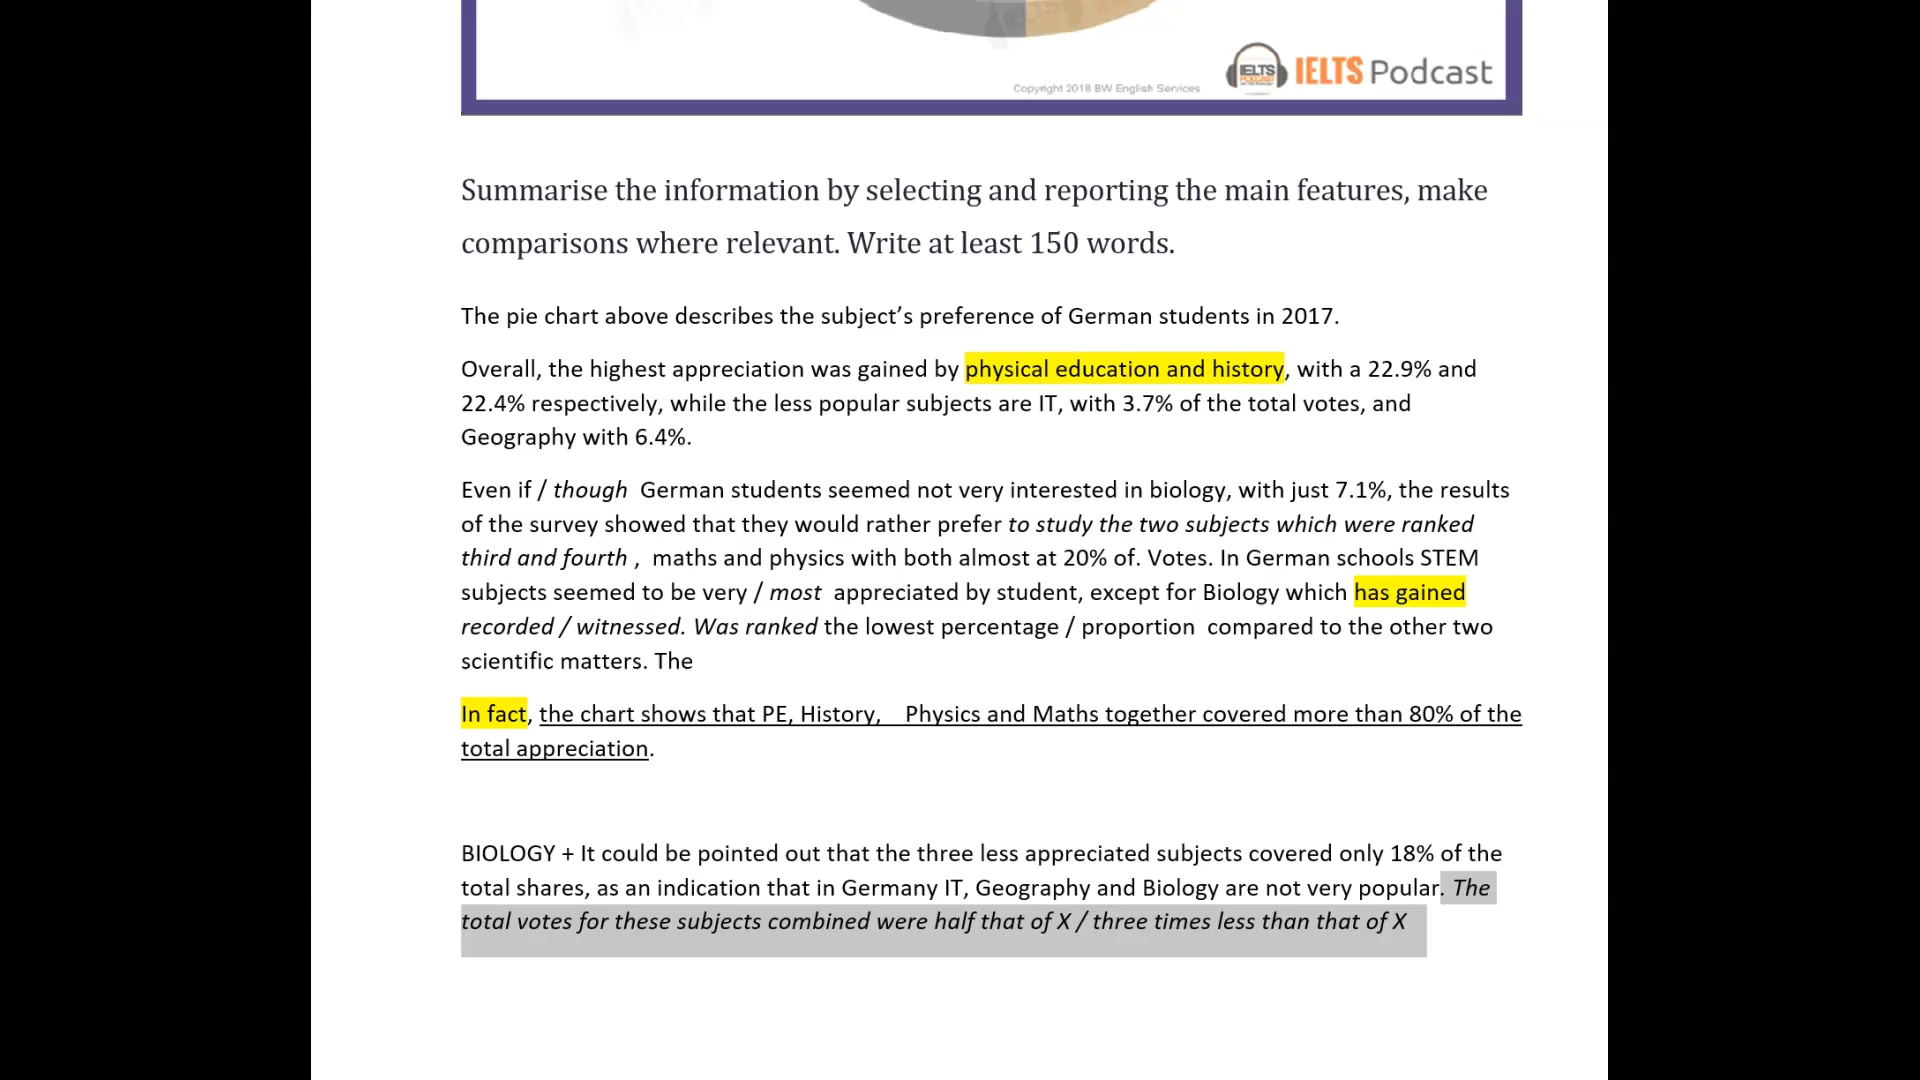 IELTS
PODCAST
IELTS Podcast
Copyright 2018 BW English Services
Summarise the information by selecting and reporting the main features, make
comparisons where relevant. Write at least 150 words.
The pie chart above describes the subject’s preference of German students in 2017.
Overall, the highest appreciation was gained by physical education and history, with a 22.9% and
22.4% respectively, while the less popular subjects are IT, with 3.7% of the total votes, and
Geography with 6.4%.
Even if / though German students seemed not very interested in biology, with just 7.1%, the results
of the survey showed that they would rather prefer to study the two subjects which were ranked
third and fourth , maths and physics with both almost at 20% of. Votes. In German schools STEM
subjects seemed to be very / most appreciated by student, except for Biology which has gained
recorded / witnessed. Was ranked the lowest percentage / proportion compared to the other two
scientific matters. The
In fact, the chart shows that PE, History, Physics and Maths together covered more than 80% of the
total appreciation.
BIOLOGY + It could be pointed out that the three less appreciated subjects covered only 18% of the
total shares, as an indication that in Germany IT, Geography and Biology are not very popular. The
total votes for these subjects combined were half that of X / three times less than that of X